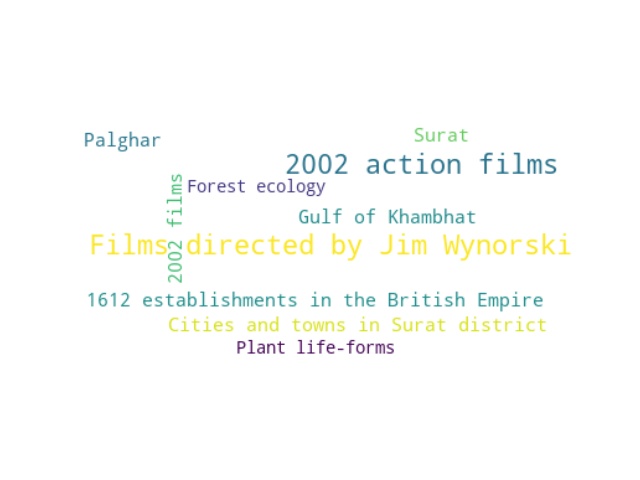 Palghar
Surat
2002 action films
Forest ecology
2002 films
Gulf of Khambhat
Films directed by Jim Wynorski
1612 establishments in the British Empire
Cities and towns in Surat district
Plant life-forms